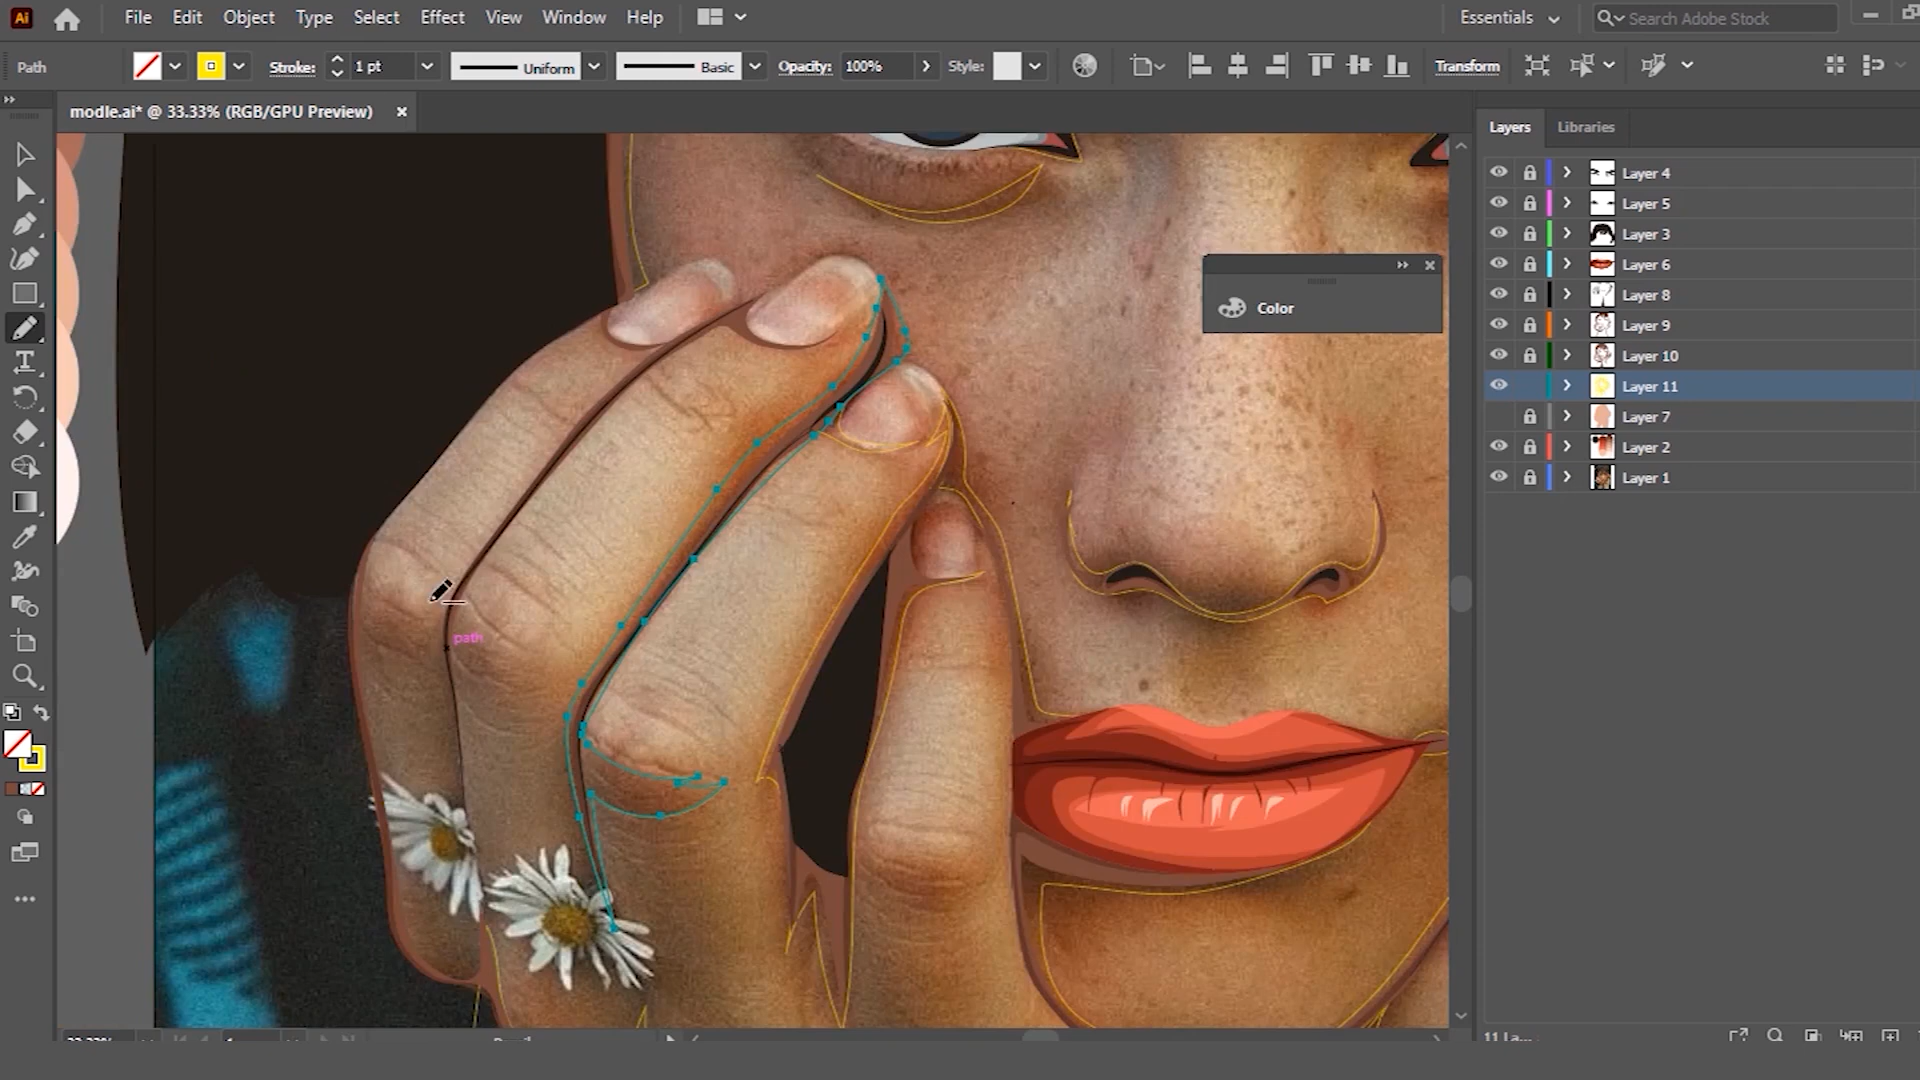 Ai File Edit Object Type Select Effect View Window Help Essentials Search Adobe Stock
Path Stroke: 1 pt Uniform Basic Opacity: 100% Style: Transform
modle.ai* @ 33.33% (RGB/GPU Preview)
Layers Libraries
Layer 4
Layer 5
Layer 3
Layer 6
Layer 8
Layer 9
Layer 10
Layer 11
Layer 7
Layer 2
Layer 1
Color
path
11 La...